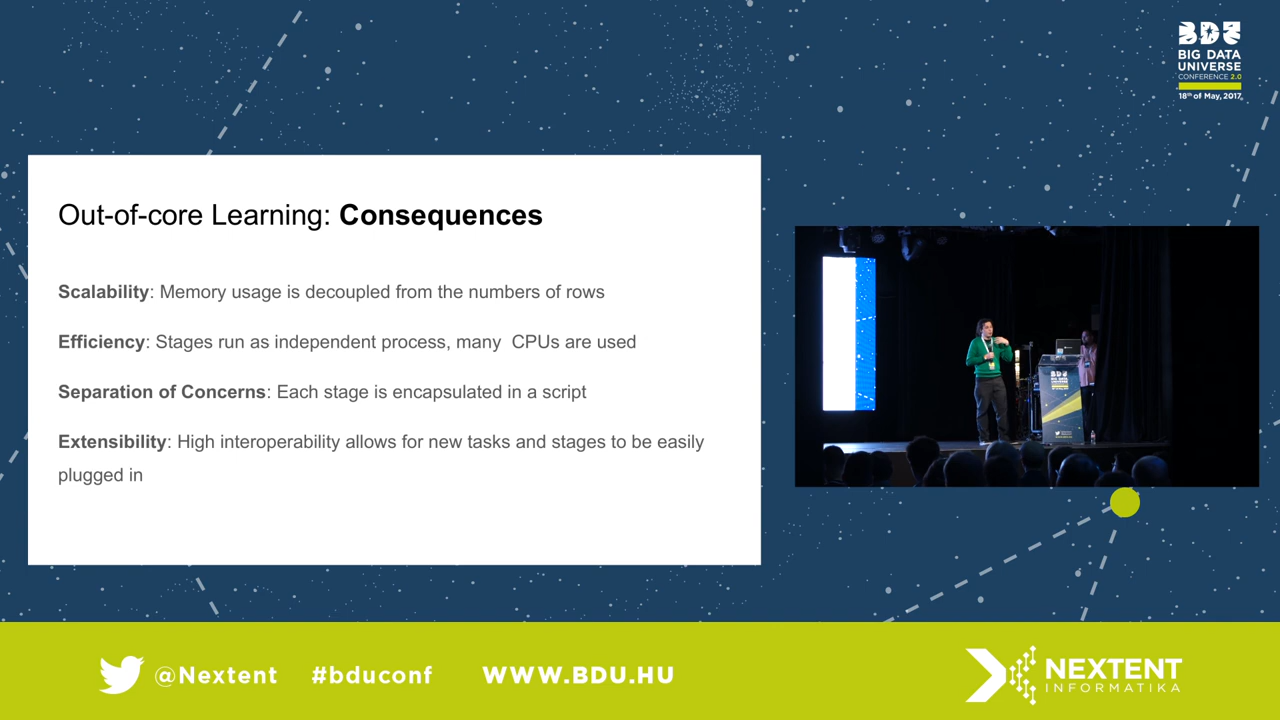 BDU
BIG DATA
UNIVERSE
CONFERENCE 2.0
18th of May, 2017
Out-of-core Learning: Consequences
Scalability: Memory usage is decoupled from the numbers of rows
Efficiency: Stages run as independent process, many  CPUs are used
Separation of Concerns: Each stage is encapsulated in a script
Extensibility: High interoperability allows for new tasks and stages to be easily
plugged in
BDU
@Nextent
#bduconf
WWW.BDU.HU
NEXTENT
INFORMATIKA